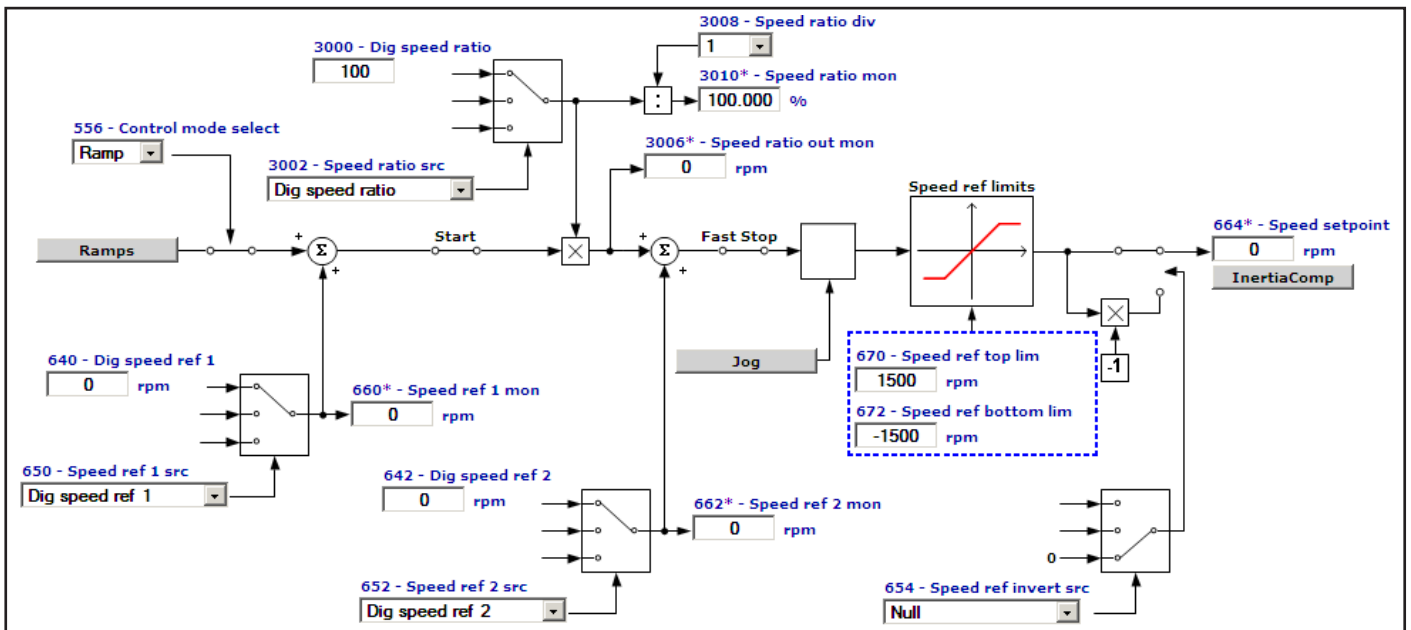 3008 - Speed ratio div
1
3000 - Dig speed ratio
100
3010* - Speed ratio mon
:
100.000 %
556 - Control mode select
Ramp
3006* - Speed ratio out mon
0 rpm
3002 - Speed ratio src
Dig speed ratio
Speed ref limits
Ramps
+
Σ
+
Start
×
+
Σ
+
Fast Stop
664* - Speed setpoint
0 rpm
InertiaComp
×
-1
Jog
670 - Speed ref top lim
1500 rpm
672 - Speed ref bottom lim
-1500 rpm
640 - Dig speed ref 1
0 rpm
660* - Speed ref 1 mon
0 rpm
650 - Speed ref 1 src
Dig speed ref 1
642 - Dig speed ref 2
0 rpm
662* - Speed ref 2 mon
0 rpm
652 - Speed ref 2 src
Dig speed ref 2
0
654 - Speed ref invert src
Null